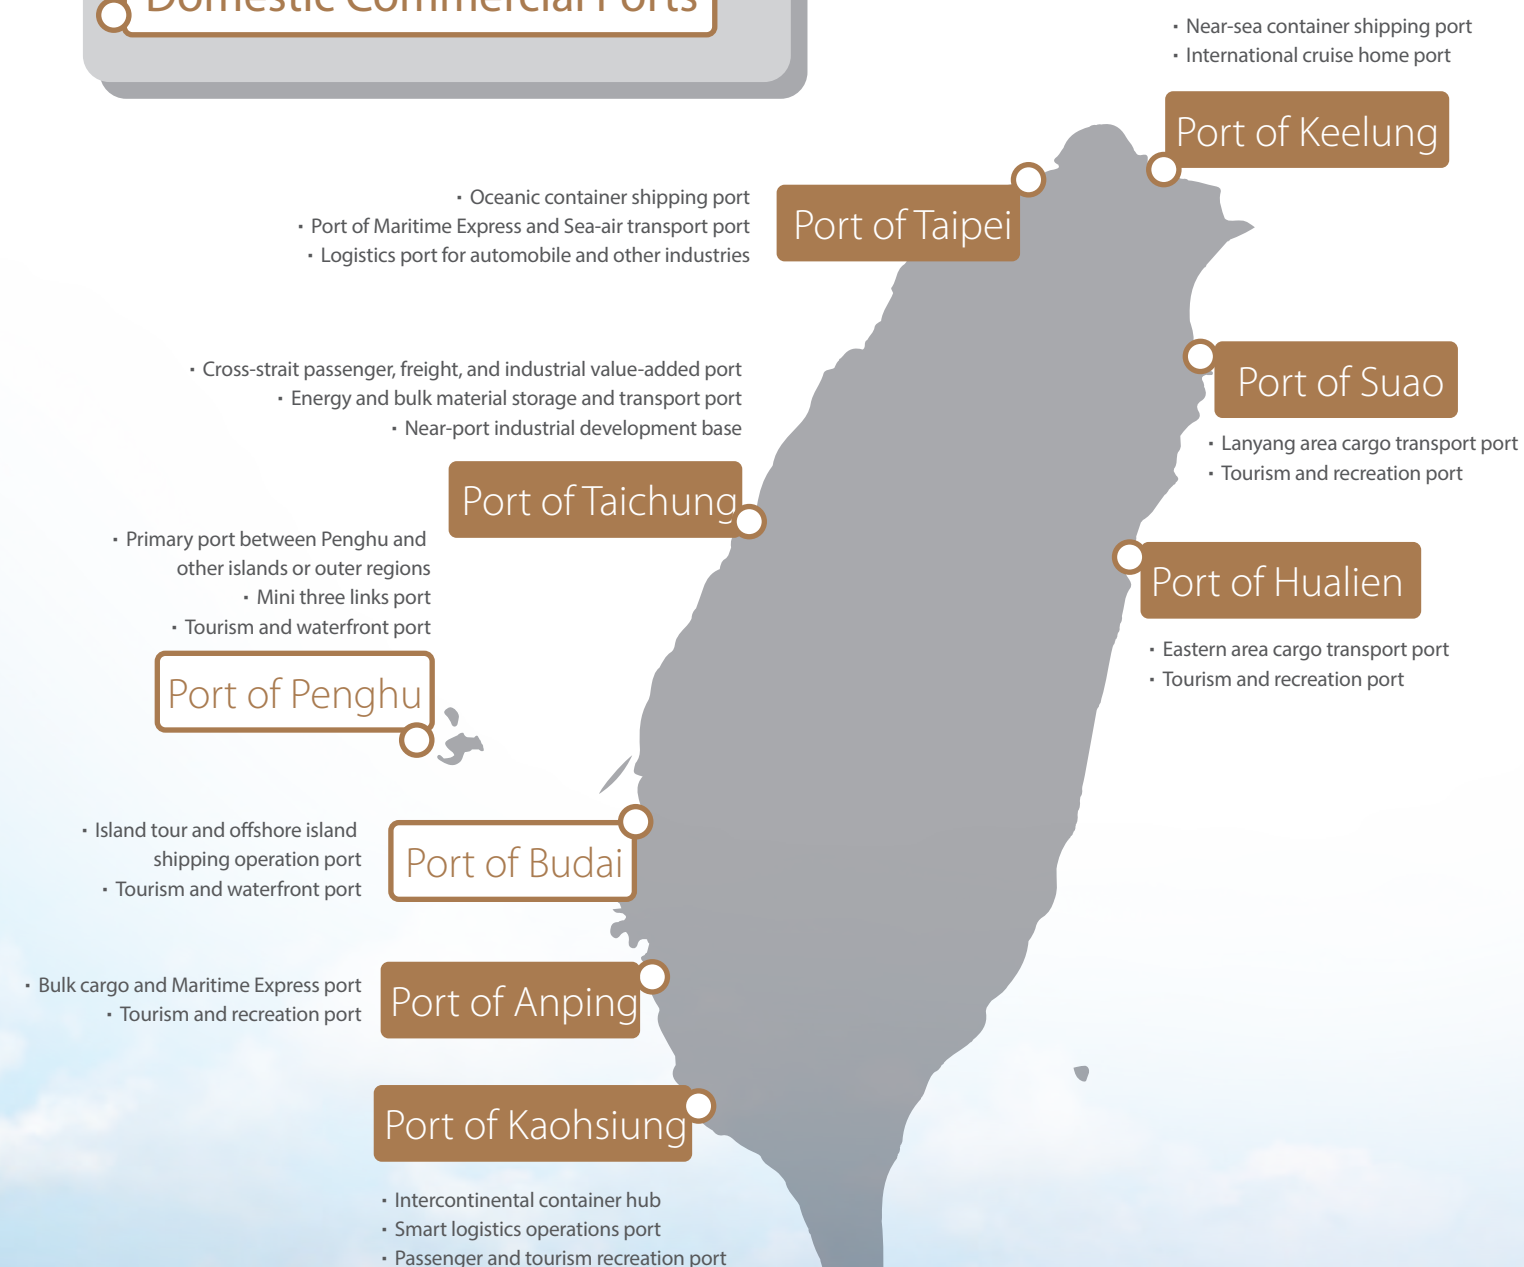 Domestic Commercial Ports
· Near-sea container shipping port
· International cruise home port
Port of Keelung
· Oceanic container shipping port
· Port of Maritime Express and Sea-air transport port
· Logistics port for automobile and other industries
Port of Taipei
· Cross-strait passenger, freight, and industrial value-added port
· Energy and bulk material storage and transport port
· Near-port industrial development base
Port of Taichung
Port of Suao
· Lanyang area cargo transport port
· Tourism and recreation port
· Primary port between Penghu and
other islands or outer regions
· Mini three links port
· Tourism and waterfront port
Port of Penghu
Port of Hualien
· Eastern area cargo transport port
· Tourism and recreation port
· Island tour and offshore island
shipping operation port
· Tourism and waterfront port
Port of Budai
· Bulk cargo and Maritime Express port
· Tourism and recreation port
Port of Anping
Port of Kaohsiung
· Intercontinental container hub
· Smart logistics operations port
· Passenger and tourism recreation port